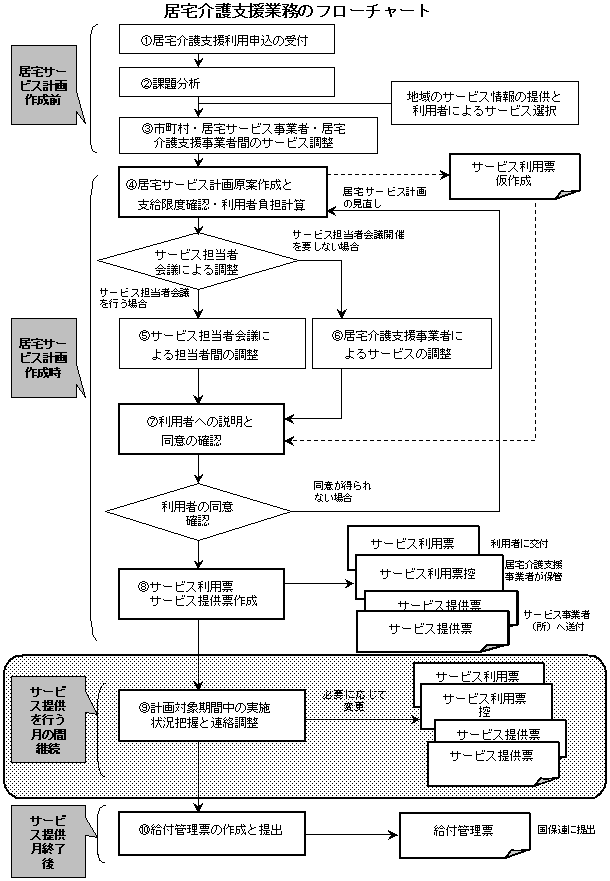 居宅介護支援業務のフローチャート
居宅サー
ビス計画
作成前
①居宅介護支援利用申込の受付
②課題分析
地域のサービス情報の提供と
利用者によるサービス選択
③市町村・居宅サービス事業者・居宅
介護支援事業者間のサービス調整
④居宅サービス計画原案作成と
支給限度確認・利用者負担計算
サービス利用票
仮作成
居宅サービス計画
の見直し
サービス担当者
会議による調整
サービス担当者会議開催
を要しない場合
サービス担当者会議
を行う場合
居宅サー
ビス計画
作成時
⑤サービス担当者会議に
よる担当者間の調整
⑥居宅介護支援事業者に
よるサービスの調整
⑦利用者への説明と
同意の確認
利用者の同意
確認
同意が得られ
ない場合
⑧サービス利用票
サービス提供票作成
サービス利用票
利用者に交付
サービス利用票控
居宅介護支援
事業者が保管
サービス提供票
サービス提供票
サービス事業者
（所）へ送付
サービ
ス提供
を行う
月の間
継続
⑨計画対象期間中の実施
状況把握と連絡調整
必要に応じて
変更
サービス利用票
サービス利用票
控
サービス提供票
サービス提供票
サービ
ス提供
月終了
後
⑩給付管理票の作成と提出
給付管理票
国保連に提出